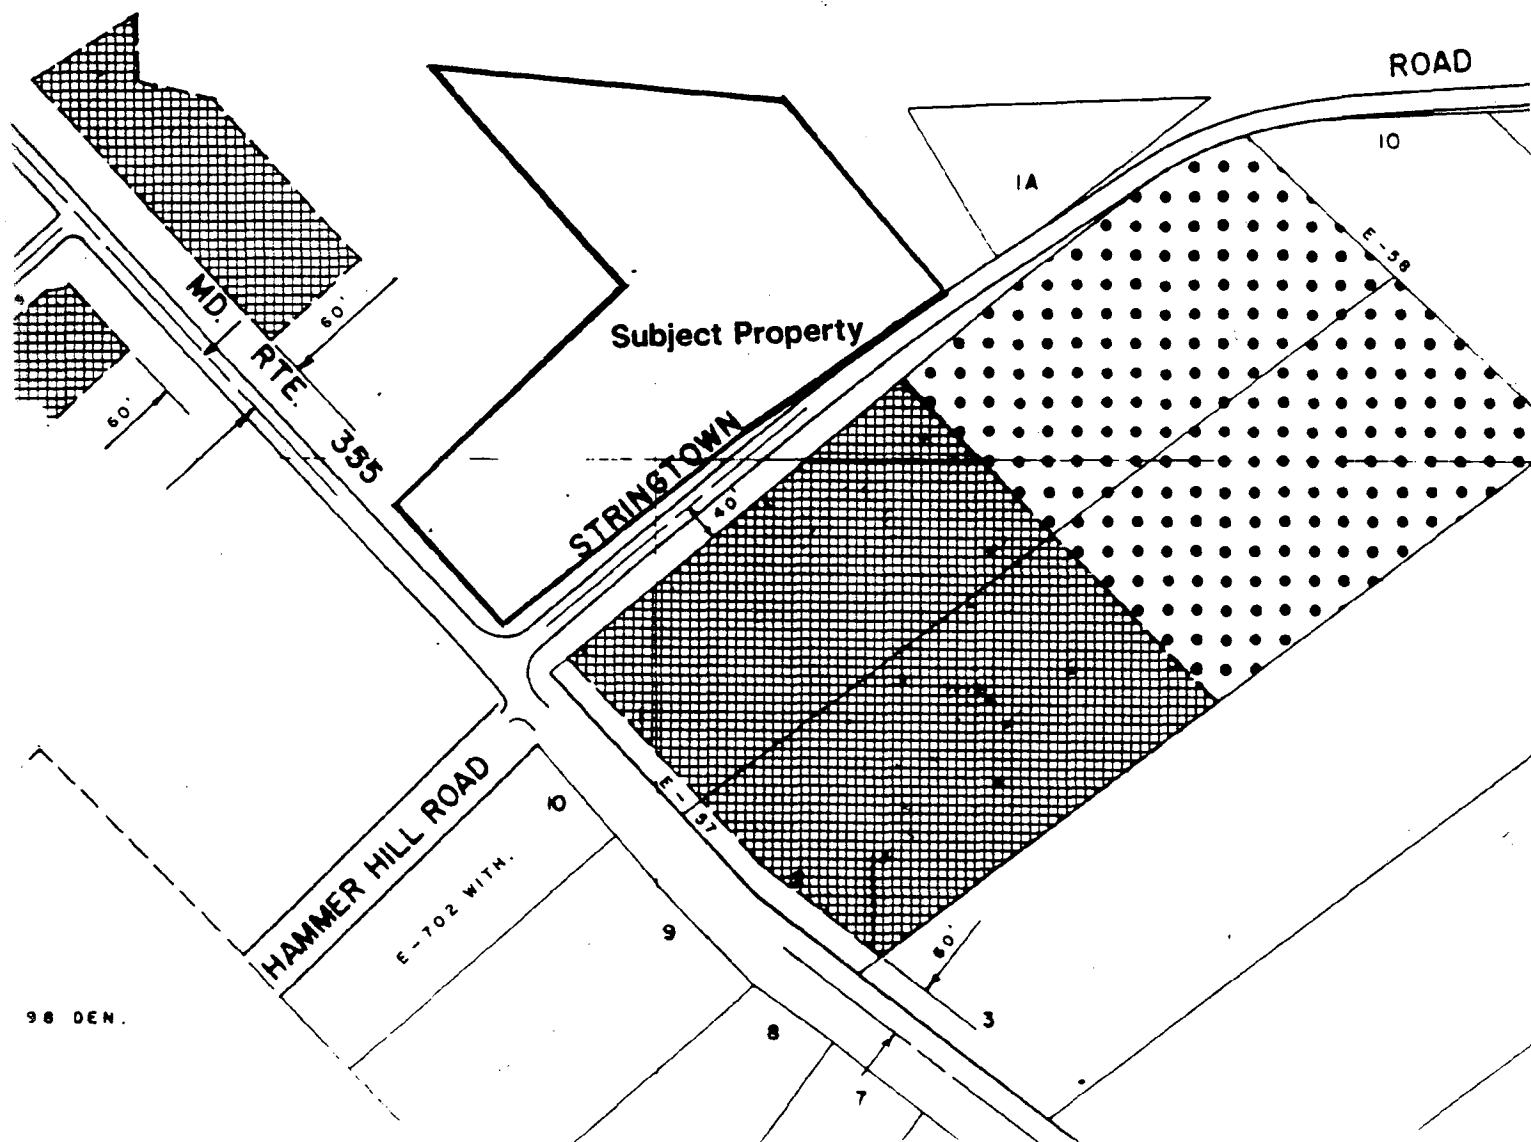 ROAD
10
1A
E-58
MD. RTE. 355
60'
Subject Property
60'
STRINGTOWN
40'
E-57
HAMMER HILL ROAD
10
E-702 WITH.
9
60'
98 DEN.
8
3
7